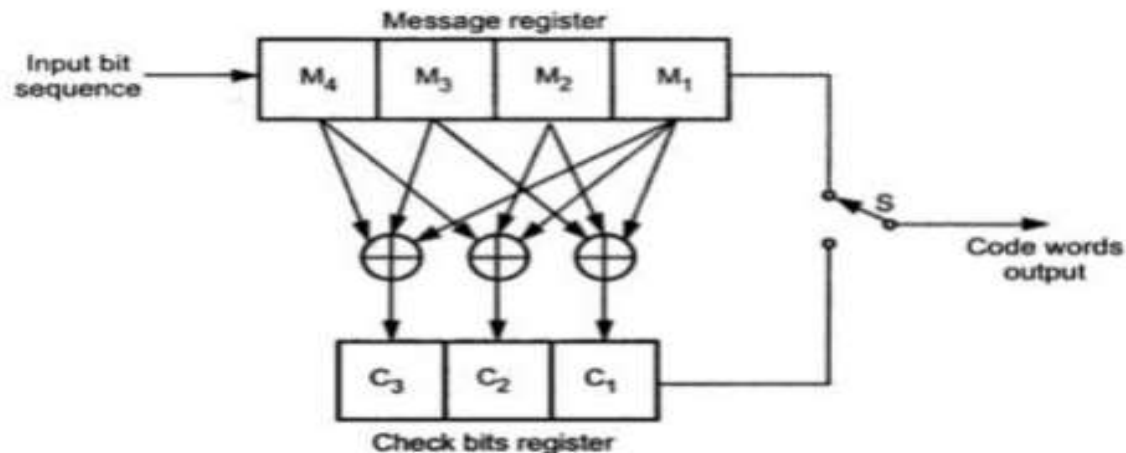 Message register
Input bit
sequence
M₄ M₃ M₂ M₁
S
Code words
output
C₃ C₂ C₁
Check bits register